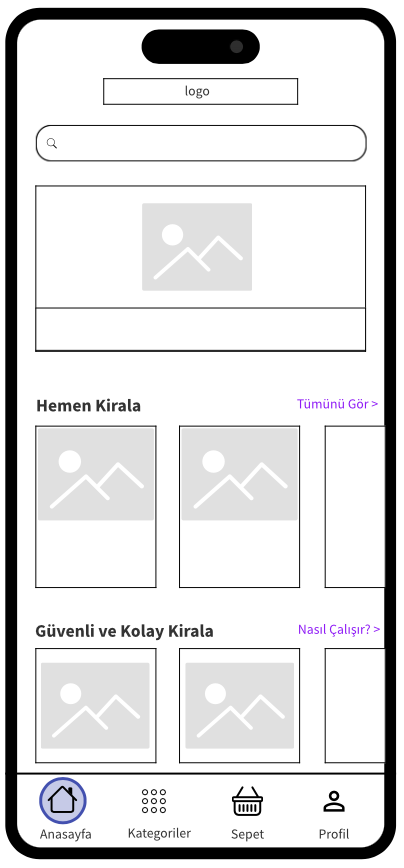 logo
Hemen Kirala
Tümünü Gör >
Güvenli ve Kolay Kirala
Nasıl Çalışır? >
Anasayfa
Kategoriler
Sepet
Profil